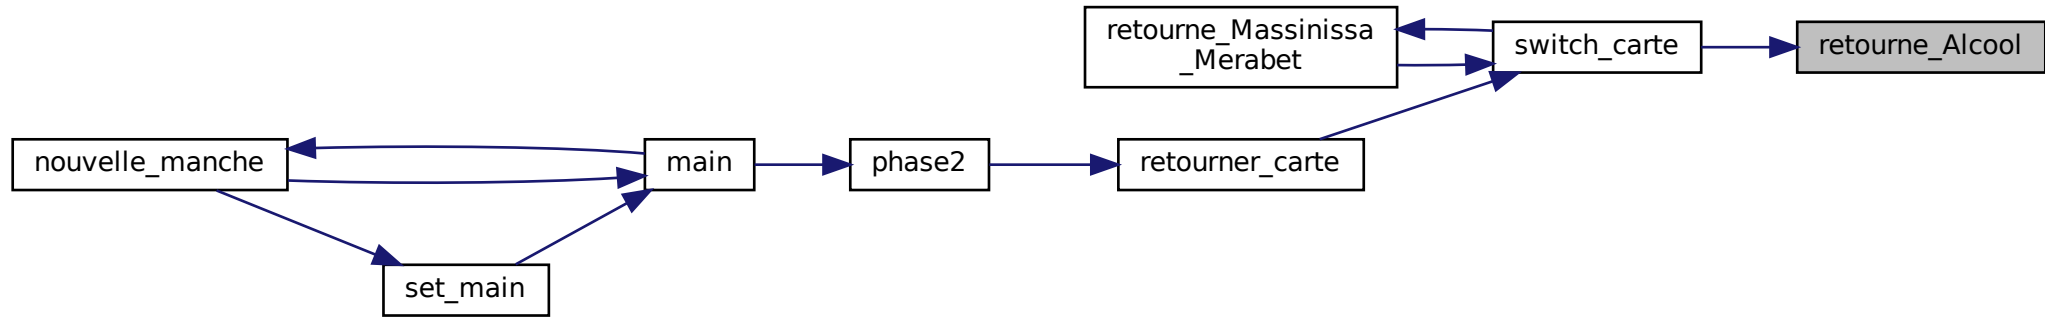 retourne_Massinissa
_Merabet
switch_carte
retourne_Alcool
nouvelle_manche
main
phase2
retourner_carte
set_main